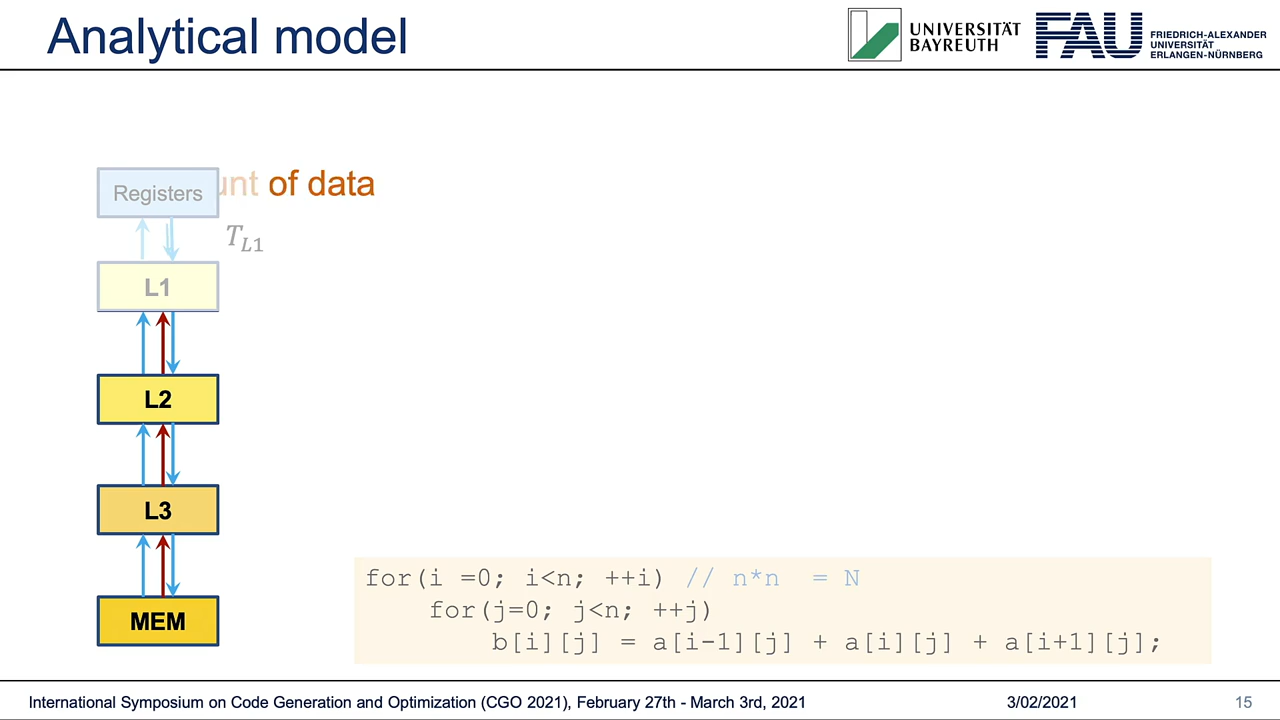 Analytical model
UNIVERSITÄT
BAYREUTH
FAU
FRIEDRICH-ALEXANDER
UNIVERSITÄT
ERLANGEN-NÜRNBERG
of data
Registers
T_L1
L1
L2
L3
MEM
for(i =0; i<n; ++i) // n*n  = N
for(j=0; j<n; ++j)
b[i][j] = a[i-1][j] + a[i][j] + a[i+1][j];
International Symposium on Code Generation and Optimization (CGO 2021), February 27th - March 3rd, 2021
3/02/2021
15